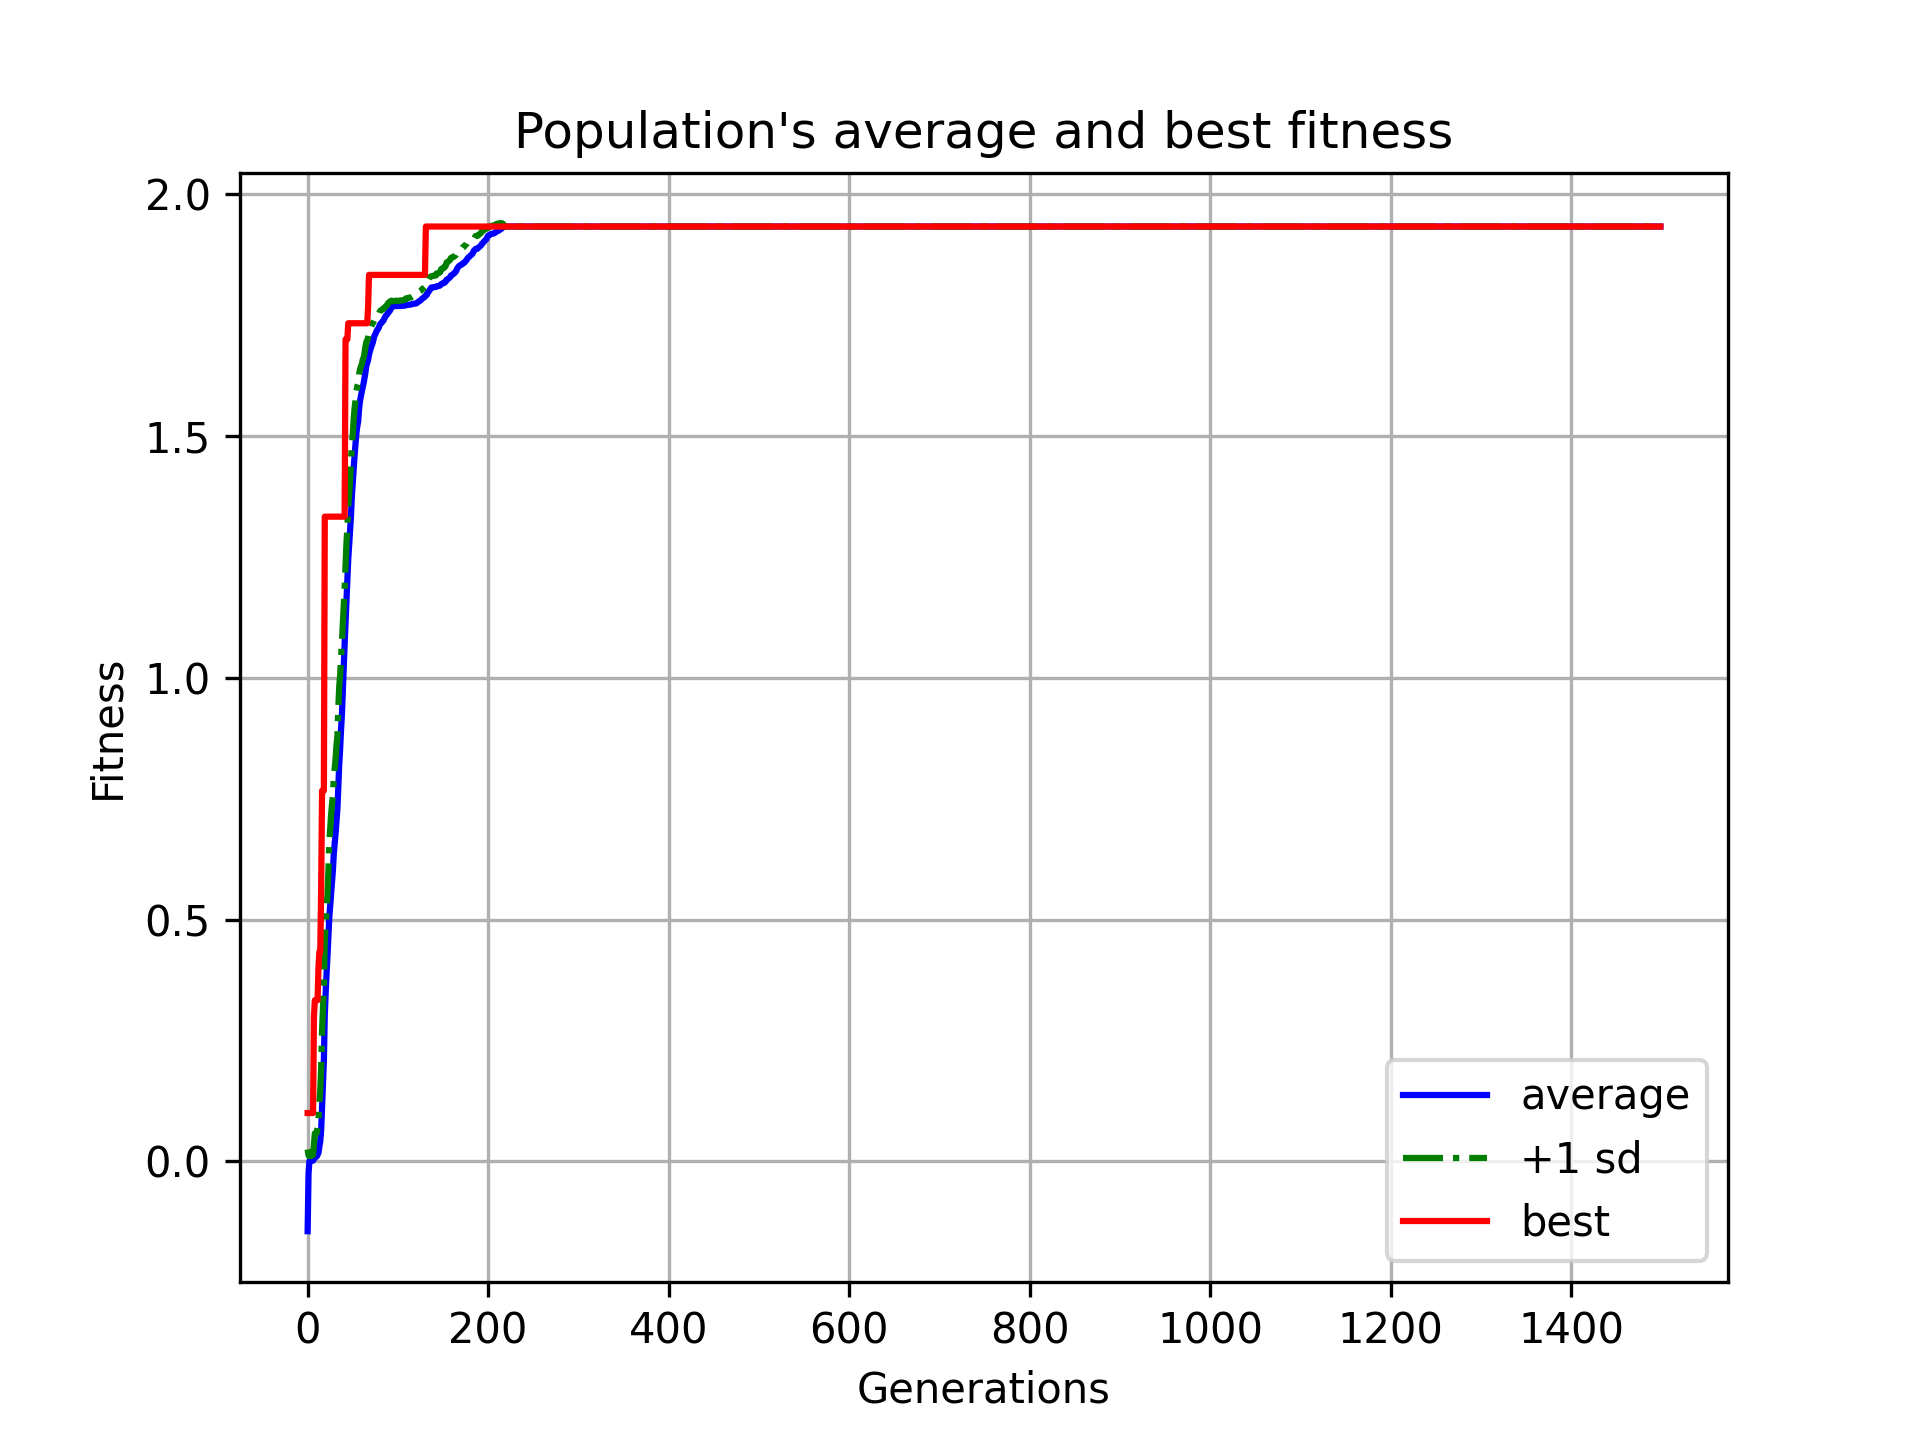 Population's average and best fitness
2.0
1.5
1.0
0.5
0.0
Fitness
0 200 400 600 800 1000 1200 1400
Generations
average
+1 sd
best